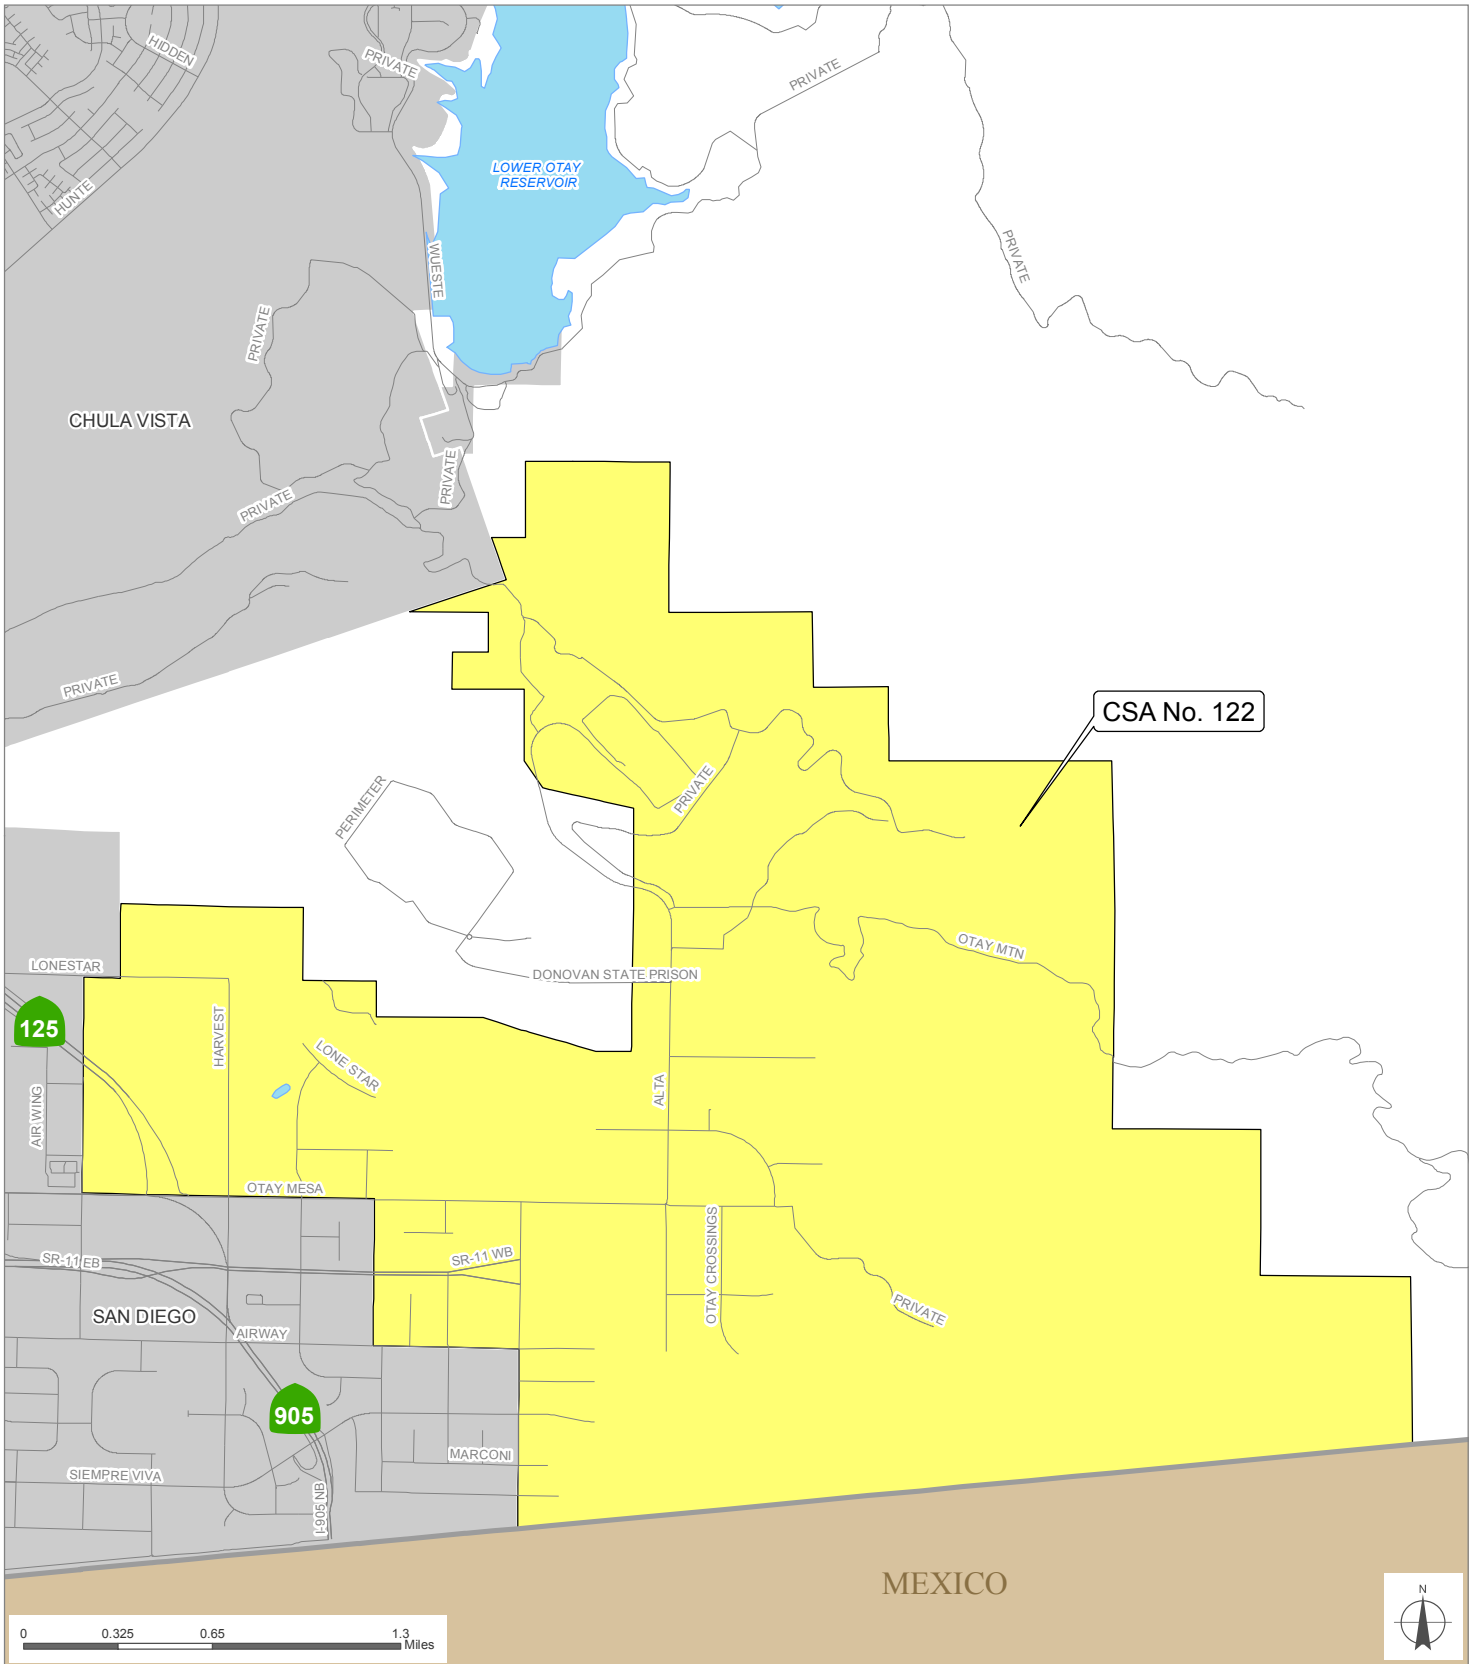 HIDDEN
PRIVATE
PRIVATE
LOWER OTAY
RESERVOIR
HUNTE
WUESTE
PRIVATE
PRIVATE
CHULA VISTA
PRIVATE
PRIVATE
PRIVATE
CSA No. 122
PERIMETER
PRIVATE
OTAY MTN
LONESTAR
DONOVAN STATE PRISON
125
HARVEST
LONE STAR
AIR WING
ALTA
OTAY MESA
SR-11 EB
SR-11 WB
OTAY CROSSINGS
SAN DIEGO
PRIVATE
AIRWAY
905
MARCONI
SIEMPRE VIVA
I-905 NB
MEXICO
N
0 0.325 0.65 1.3
Miles